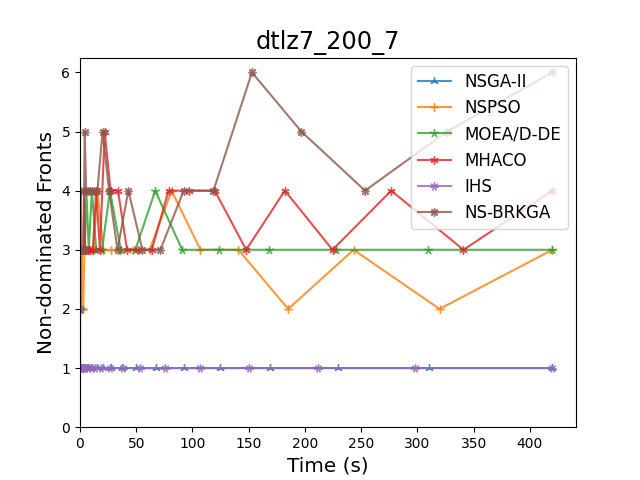 dtlz7_200_7
Non-dominated Fronts
6
5
4
3
2
1
0
NSGA-II
NSPSO
MOEA/D-DE
MHACO
IHS
NS-BRKGA
0 50 100 150 200 250 300 350 400
Time (s)